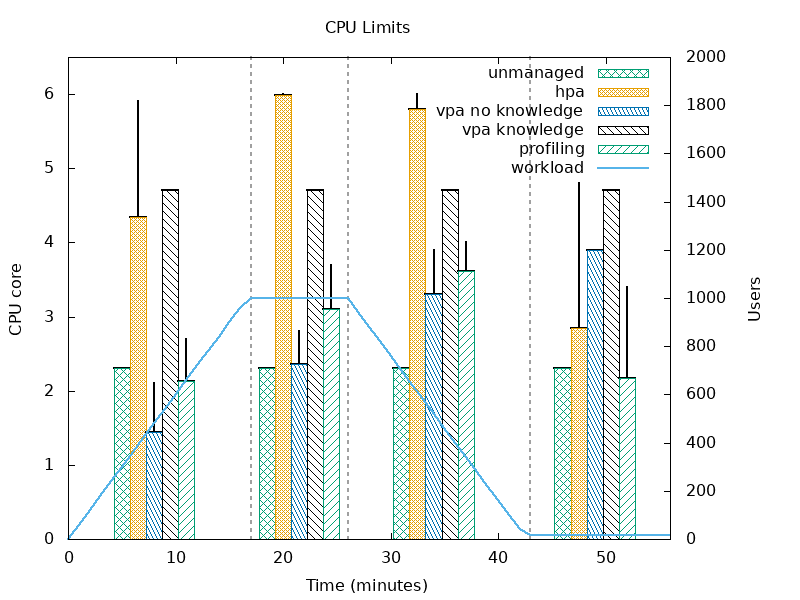 CPU Limits
unmanaged
hpa
vpa no knowledge
vpa knowledge
profiling
workload
6
5
4
3
2
1
0
CPU core
2000
1800
1600
1400
1200
1000
800
600
400
200
0
Users
0 10 20 30 40 50
Time (minutes)